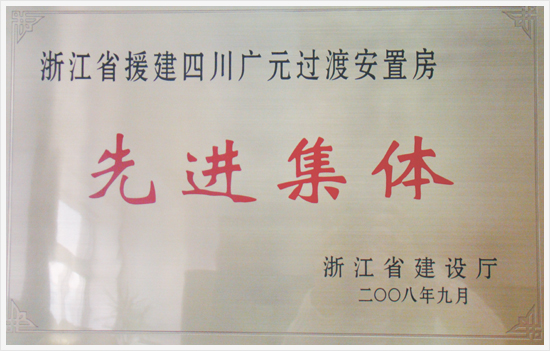 浙江省援建四川广元过渡安置房
先进集体
浙江省建设厅
二〇〇八年九月